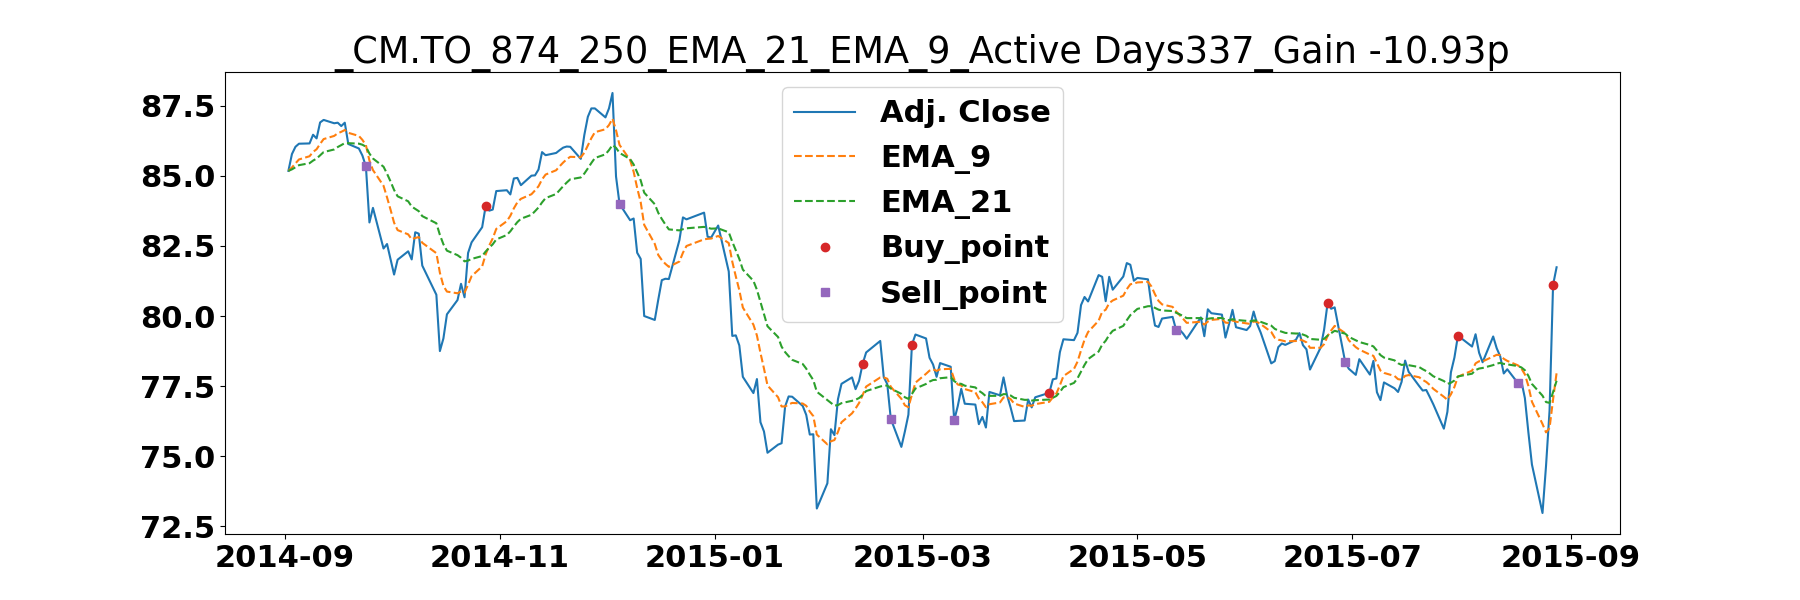 _CM.TO_874_250_EMA_21_EMA_9_Active Days337_Gain -10.93p
87.5
85.0
82.5
80.0
77.5
75.0
72.5
Adj. Close
EMA_9
EMA_21
Buy_point
Sell_point
2014-09 2014-11 2015-01 2015-03 2015-05 2015-07 2015-09